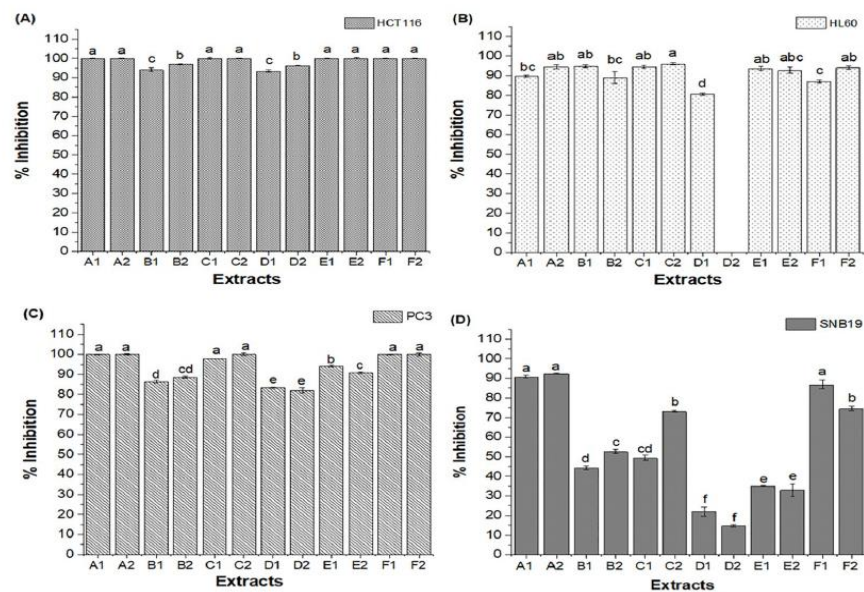 (A)
HCT116
a a c b a a c b a a a a
110
100
90
80
70
60
50
40
30
20
10
0
% Inhibition
A1 A2 B1 B2 C1 C2 D1 D2 E1 E2 F1 F2
Extracts
(B)
HL60
bc ab ab bc ab a d ab abc c ab
110
100
90
80
70
60
50
40
30
20
10
0
% Inhibition
A1 A2 B1 B2 C1 C2 D1 D2 E1 E2 F1 F2
Extracts
(C)
PC3
a a d cd a a e e b c a a
110
100
80
60
40
20
0
% Inhibition
A1 A2 B1 B2 C1 C2 D1 D2 E1 E2 F1 F2
Extracts
(D)
SNB19
a a d c cd b f f e e a b
110
100
90
80
70
60
50
40
30
20
10
0
% Inhibition
A1 A2 B1 B2 C1 C2 D1 D2 E1 E2 F1 F2
Extracts